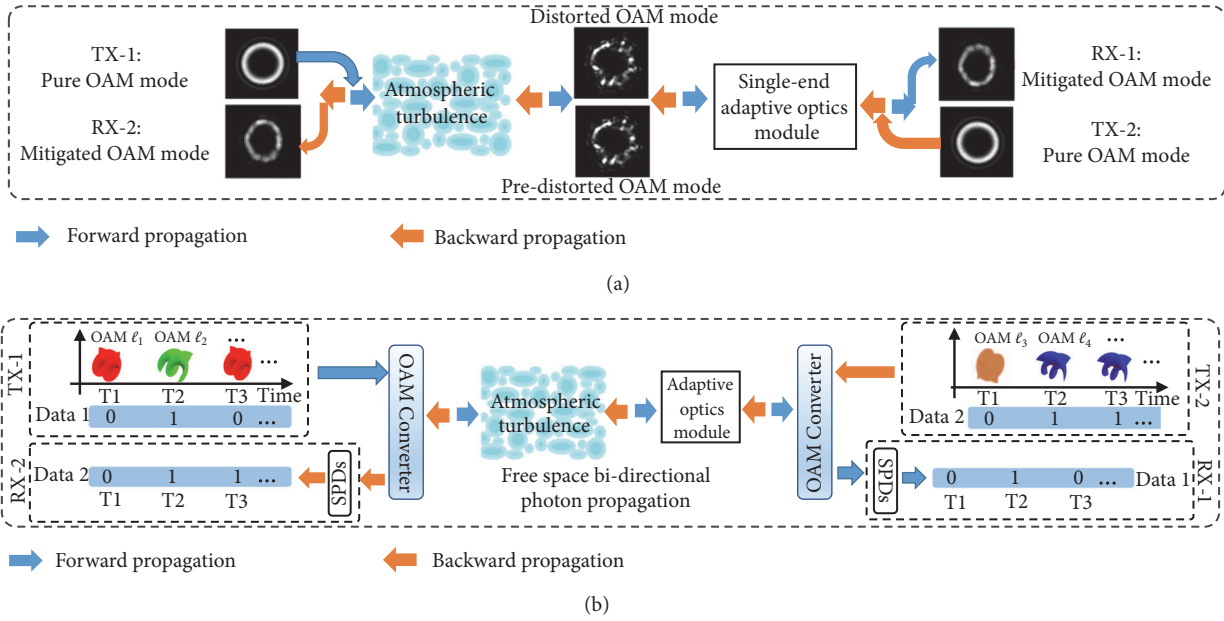 (a)
Distorted OAM mode
TX-1:
Pure OAM mode
RX-2:
Mitigated OAM mode
Atmospheric
turbulence
Single-end
adaptive optics
module
RX-1:
Mitigated OAM mode
TX-2:
Pure OAM mode
Pre-distorted OAM mode
Forward propagation
Backward propagation
(a)
TX-1
OAM ℓ1
OAM ℓ2
...
...
T1
T2
T3
Time
Data 1
0
1
0
...
RX-2
Data 2
0
1
1
...
T1
T2
T3
SPDs
OAM Converter
Atmospheric
turbulence
Free space bi-directional
photon propagation
Adaptive
optics
module
OAM Converter
TX-2
OAM ℓ3
OAM ℓ4
...
...
T1
T2
T3
Time
Data 2
0
1
1
...
RX-1
SPDs
0
1
0
...
Data 1
T1
T2
T3
Forward propagation
Backward propagation
(b)